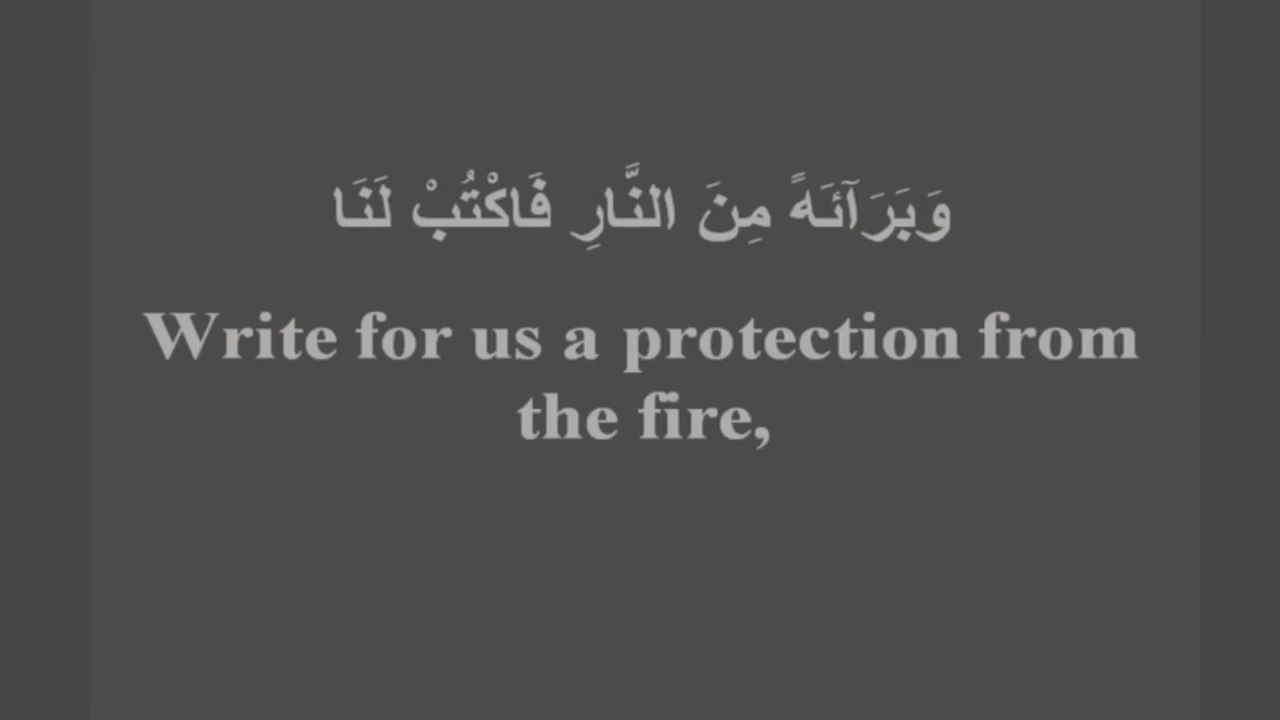 وَبَرَآئَهً مِنَ النَّارِ فَاكْتُبْ لَنَا
Write for us a protection from
the fire,